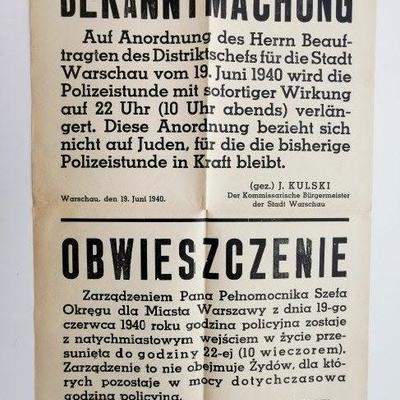 BEKANNTMACHUNG
Auf Anordnung des Herrn Beauf-
tragten des Distriktschefs für die Stadt
Warschau vom 19. Juni 1940 wird die
Polizeistunde mit sofortiger Wirkung
auf 22 Uhr (10 Uhr abends) verlän-
gert. Diese Anordnung bezieht sich
nicht auf Juden, für die die bisherige
Polizeistunde in Kraft bleibt.
(gez.) J. KULSKI
Warschau, den 19. Juni 1940.
Der Kommissarische Bürgermeister
der Stadt Warschau
OBWIESZCZENIE
Zarządzeniem Pana Pełnomocnika Szefa
Okręgu dla Miasta Warszawy z dnia 19-go
czerwca 1940 roku godzina policyjna zostaje
z natychmiastowym wejściem w życie prze-
sunięta do godziny 22-ej (10 wieczorem).
Zarządzenie to nie obejmuje Żydów, dla któ-
rych pozostaje w mocy dotychczasowa
godzina policyjna.